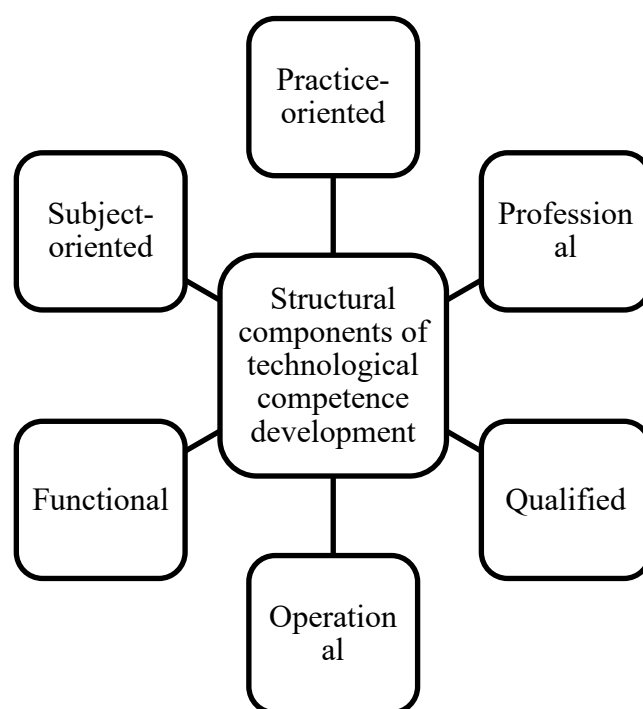 Practice-
oriented
Subject-
oriented
Profession
al
Structural
components of
technological
competence
development
Functional
Qualified
Operation
al